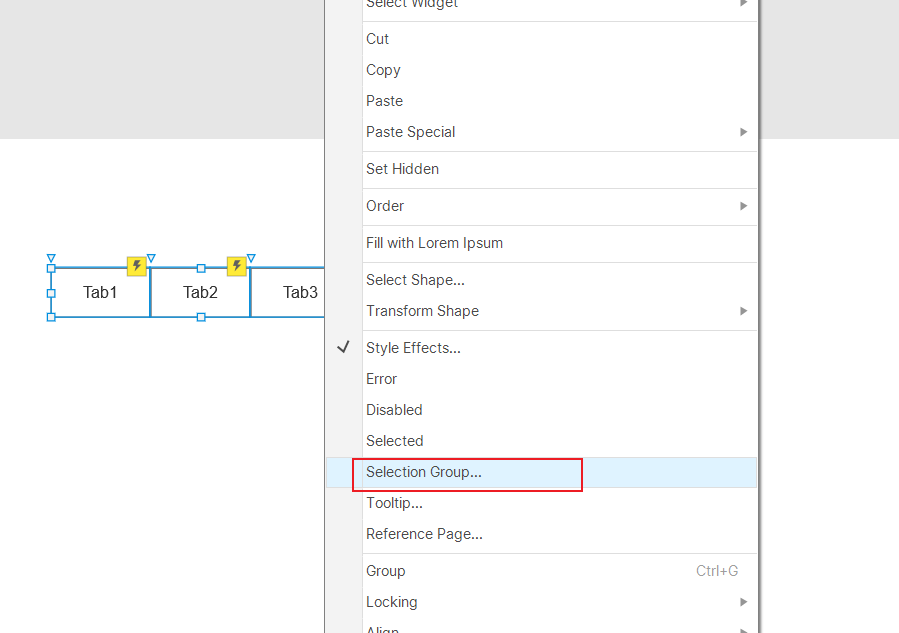 Select Widget
Cut
Copy
Paste
Paste Special
Set Hidden
Order
Fill with Lorem Ipsum
Tab1 Tab2 Tab3
Select Shape...
Transform Shape
Style Effects...
Error
Disabled
Selected
Selection Group...
Tooltip...
Reference Page...
Group Ctrl+G
Locking
Align